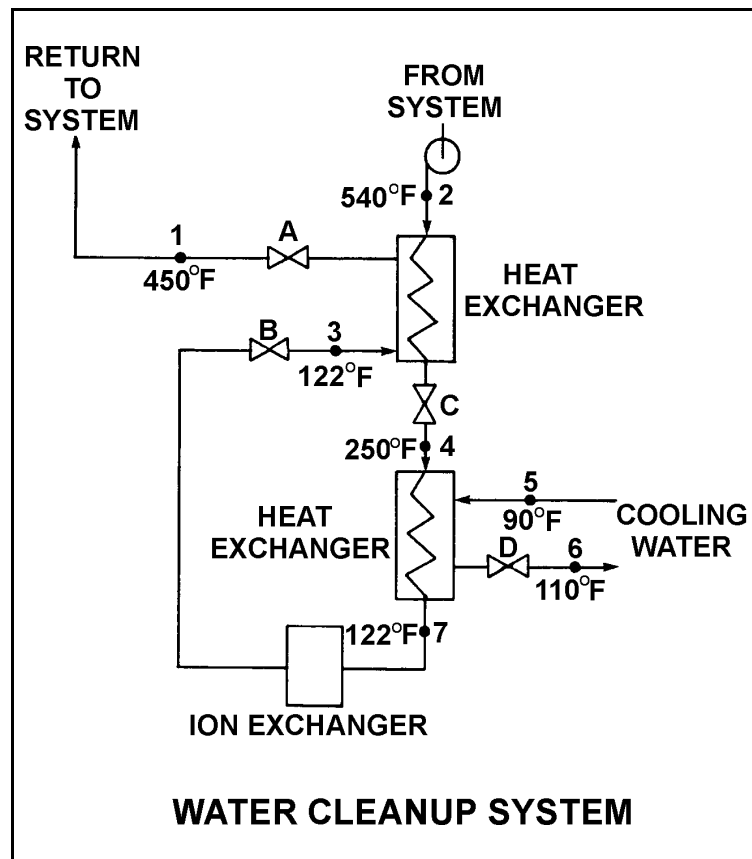 RETURN
TO
SYSTEM
FROM
SYSTEM
540°F 2
1
A
450°F
HEAT
EXCHANGER
B
3
122°F
C
250°F 4
HEAT
EXCHANGER
5
90°F
COOLING
WATER
D
6
110°F
122°F 7
ION EXCHANGER
WATER CLEANUP SYSTEM